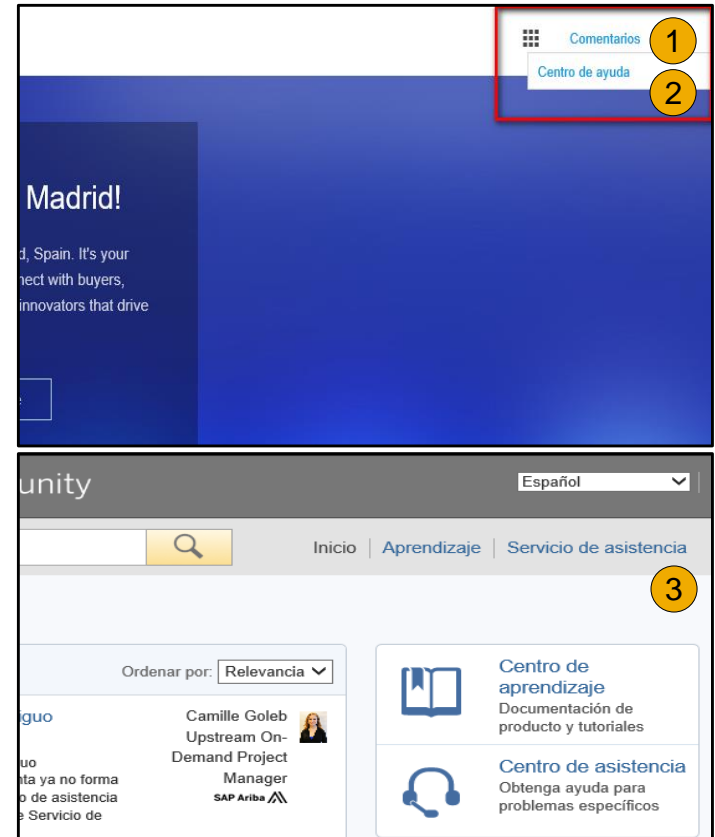 Comentarios 1
Centro de ayuda
2
Madrid!
d, Spain. It's your
nect with buyers,
innovators that drive
e
unity
Español
Inicio | Aprendizaje | Servicio de asistencia
3
Ordenar por: Relevancia
iguo
Camille Goleb
Upstream On-
Demand Project
Manager
SAP Ariba
uo
nta ya no forma
o de asistencia
e Servicio de
Centro de
aprendizaje
Documentación de
producto y tutoriales
Centro de asistencia
Obtenga ayuda para
problemas específicos